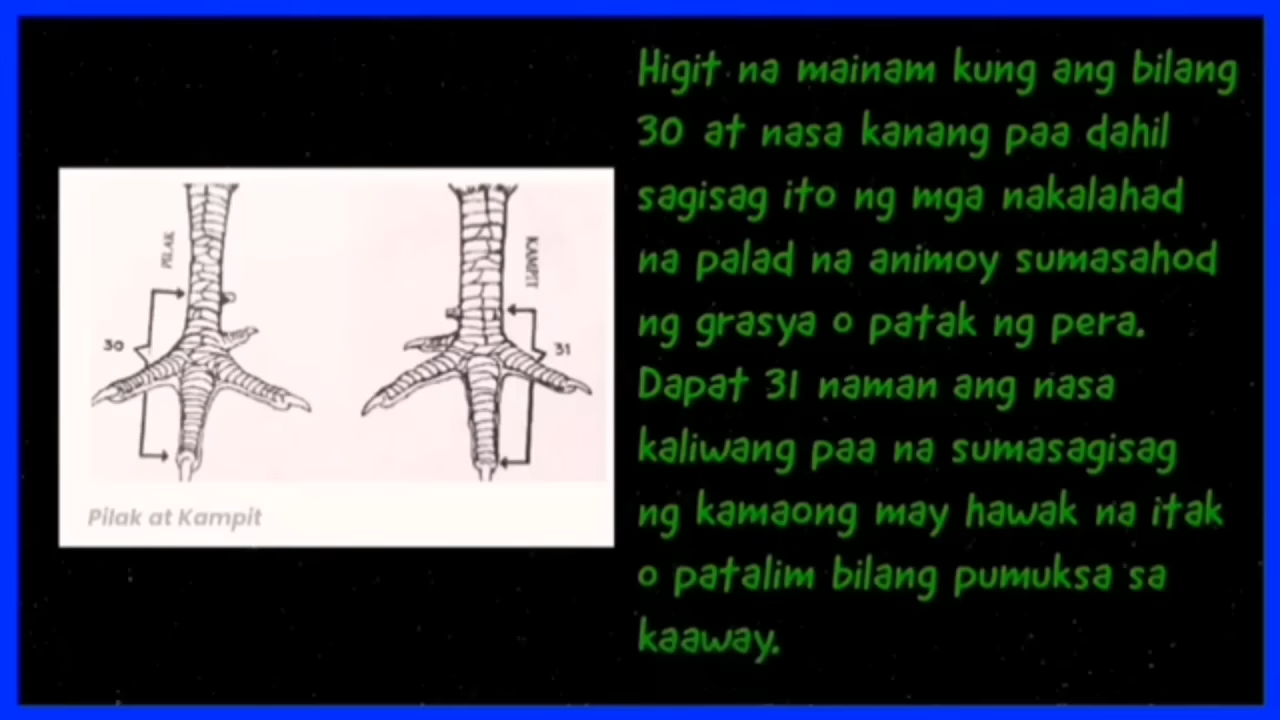 PILAK
30
KAMPIT
31
Pilak at Kampit
Higit na mainam kung ang bilang
30 at nasa kanang paa dahil
sagisag ito ng mga nakalahad
na palad na animoy sumasahod
ng grasya o patak ng pera.
Dapat 31 naman ang nasa
kaliwang paa na sumasagisag
ng kamaong may hawak na itak
o patalim bilang pumuksa sa
kaaway.